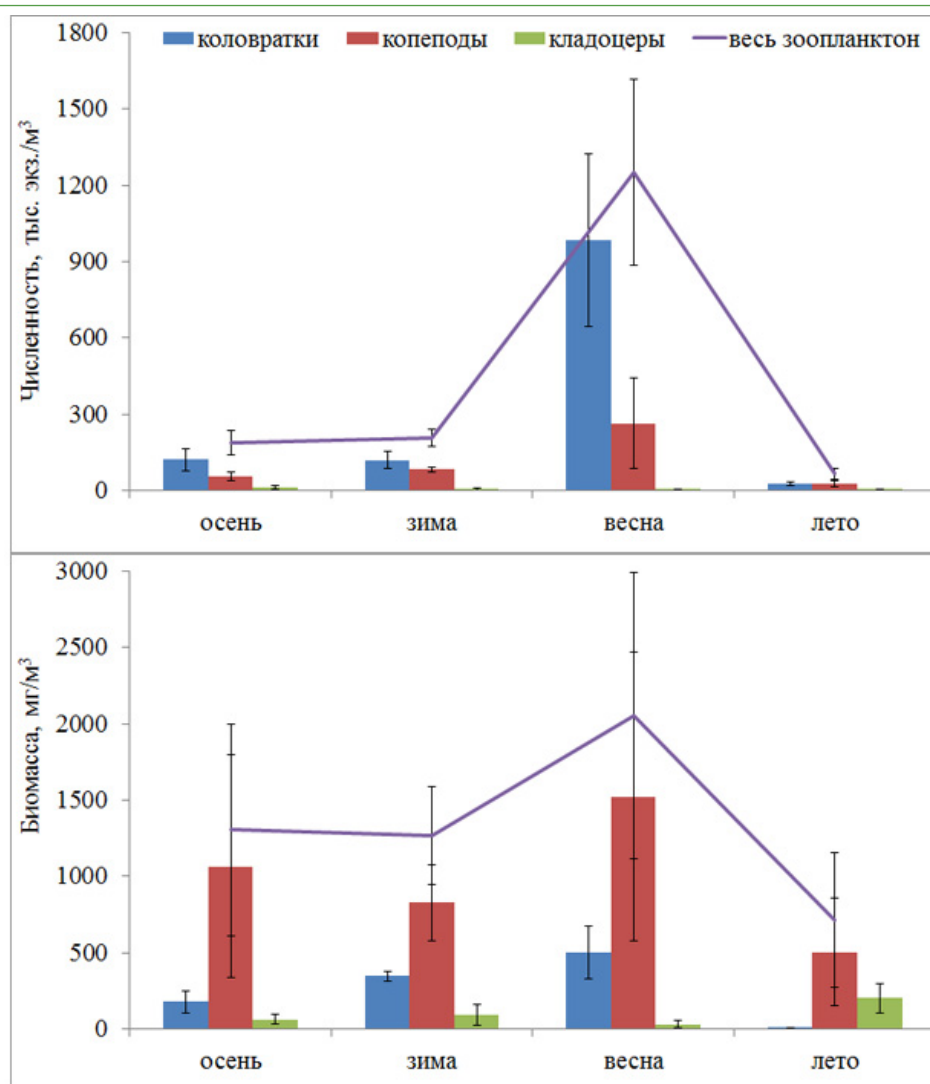 1800
коловратки копеподы кладоцеры весь зоопланктон
1500
1200
900
600
300
0
Численность, тыс. экз./м³
осень зима весна лето
3000
2500
2000
1500
1000
500
0
Биомасса, мг/м³
осень зима весна лето